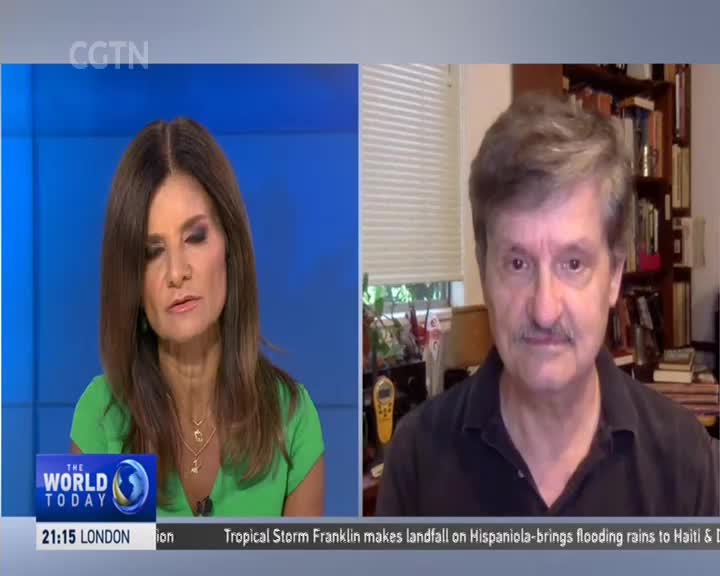 CGTN
THE
WORLD
TODAY
21:15 LONDON
ion Tropical Storm Franklin makes landfall on Hispaniola-brings flooding rains to Haiti & D